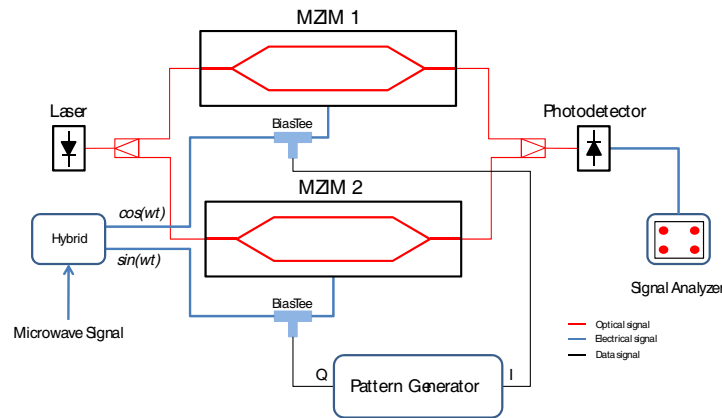 MZIM 1
Laser
BiasTee
Photodetector
MZIM 2
cos(wt)
Hybrid
sin(wt)
Signal Analyzer
BiasTee
Microwave Signal
Optical signal
Electrical signal
Data signal
Q
Pattern Generator
I